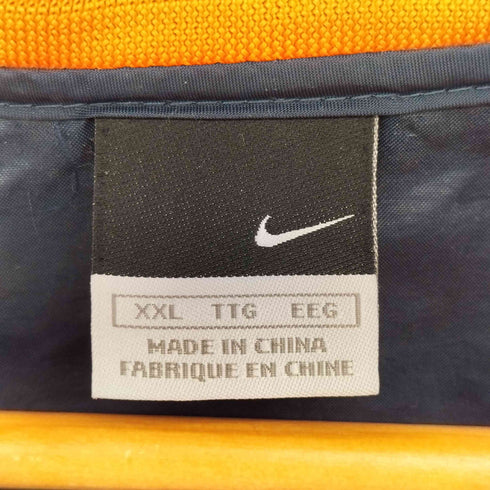 XXL TTG EEG
MADE IN CHINA
FABRIQUE EN CHINE